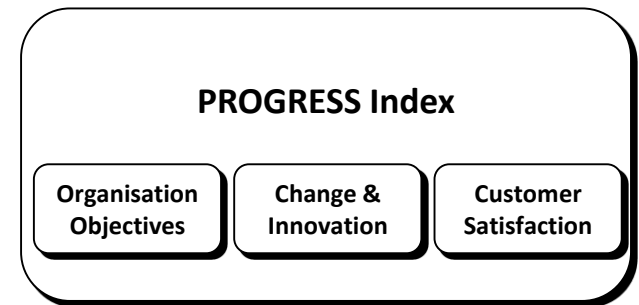 PROGRESS Index
Organisation
Objectives
Change &
Innovation
Customer
Satisfaction